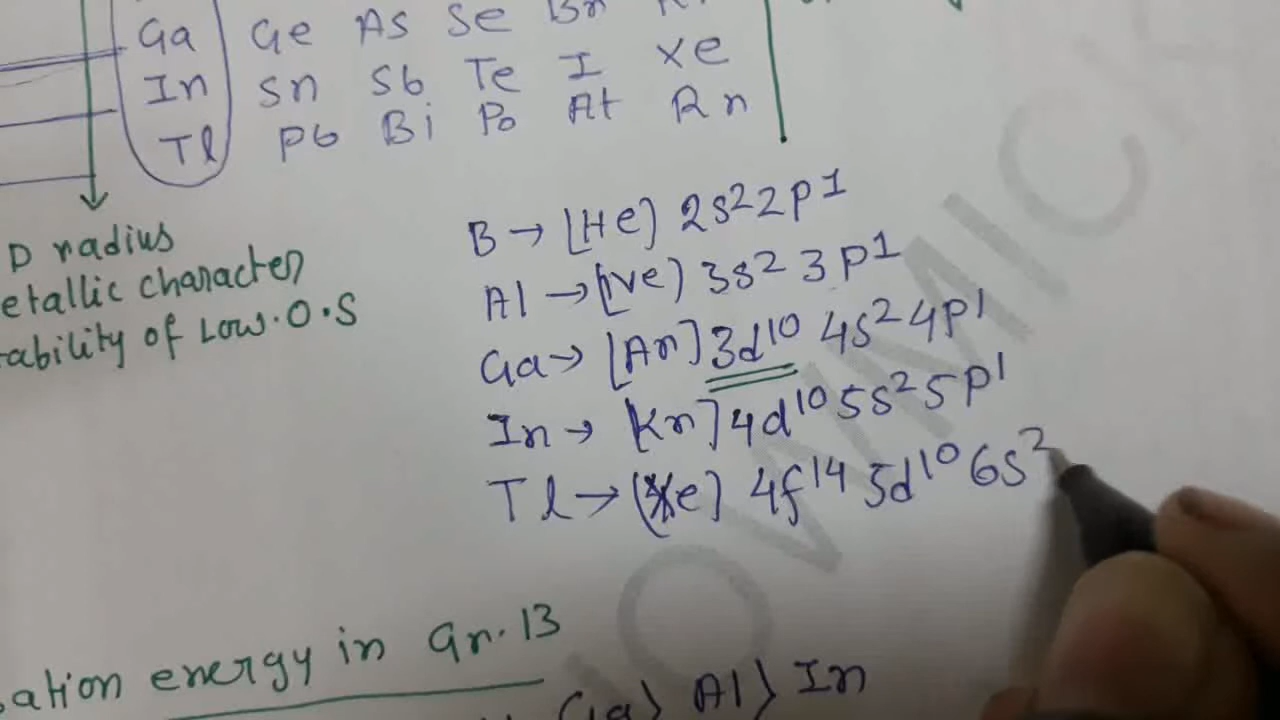 Ga Ge As Se Br
In Sn Sb Te I Xe
Tl Pb Bi Po At Rn
B → [He] 2s² 2p¹
Al → [Ne] 3s² 3p¹
Ga → [Ar] 3d¹⁰ 4s² 4p¹
In → [Kr] 4d¹⁰ 5s² 5p¹
Tl → [Xe] 4f¹⁴ 5d¹⁰ 6s²
D radius
etallic character
ability of Low.O.S
ation energy in Gr.13
Ga > Al > In